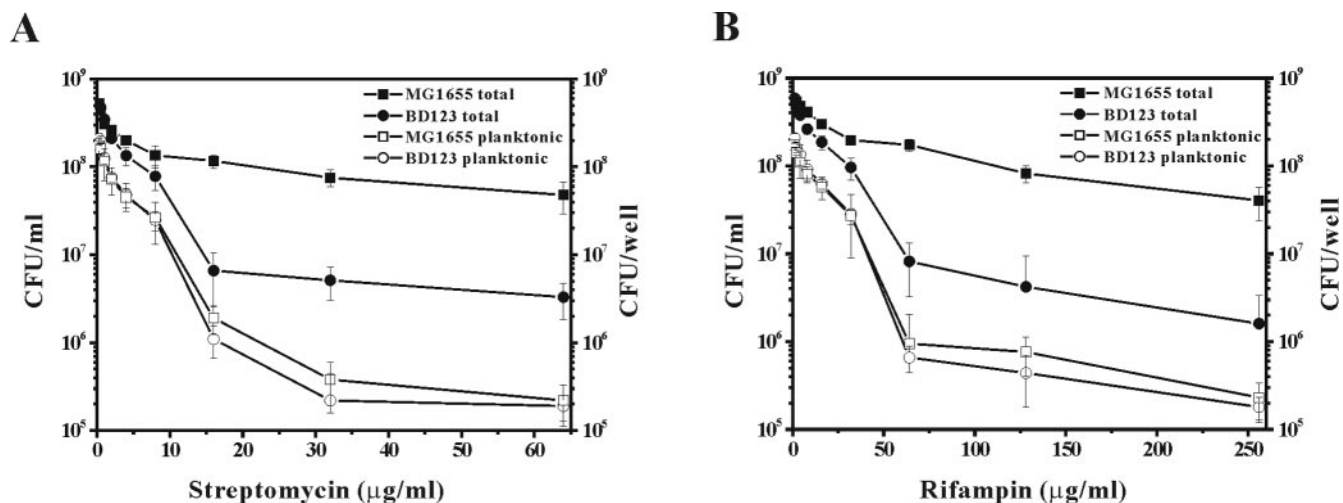 A
10⁹
10⁸
10⁷
10⁶
10⁵
CFU/ml
MG1655 total
BD123 total
MG1655 planktonic
BD123 planktonic
10⁹
10⁸
10⁷
10⁶
10⁵
CFU/well
0 10 20 30 40 50 60
Streptomycin (μg/ml)
B
10⁹
10⁸
10⁷
10⁶
10⁵
CFU/ml
MG1655 total
BD123 total
MG1655 planktonic
BD123 planktonic
10⁹
10⁸
10⁷
10⁶
10⁵
CFU/well
0 50 100 150 200 250
Rifampin (μg/ml)